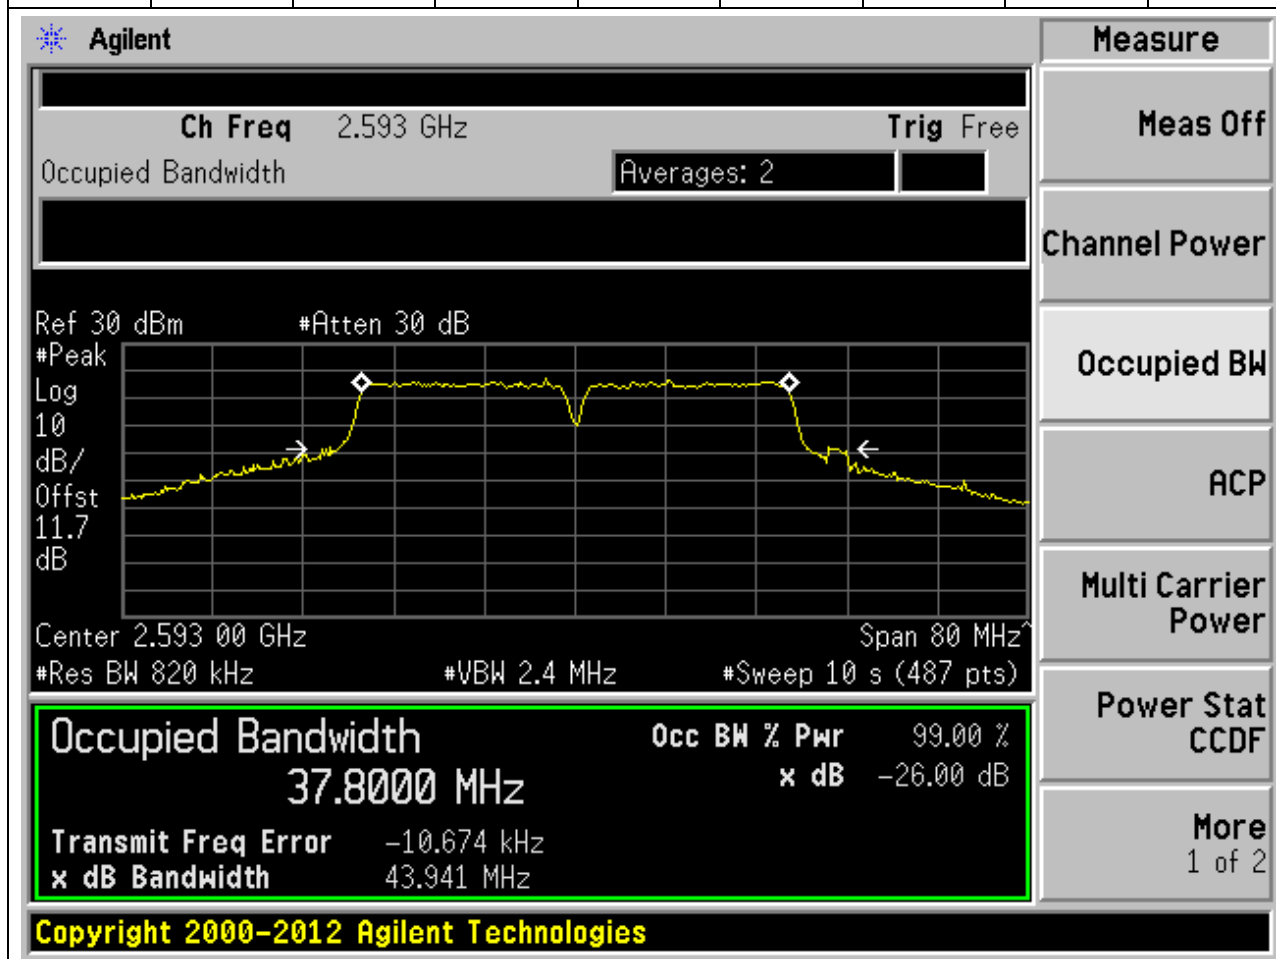 Agilent
Measure
Ch Freq 2.593 GHz
Trig Free
Meas Off
Occupied Bandwidth
Averages: 2
Channel Power
Ref 30 dBm
#Atten 30 dB
#Peak
Log
10
dB/
Offst
11.7
dB
Occupied BW
ACP
Center 2.593 00 GHz
Span 80 MHz^
#Res BW 820 kHz
#VBW 2.4 MHz
#Sweep 10 s (487 pts)
Multi Carrier
Power
Occupied Bandwidth
37.8000 MHz
Occ BW % Pwr 99.00 %
x dB -26.00 dB
Transmit Freq Error -10.674 kHz
x dB Bandwidth 43.941 MHz
Power Stat
CCDF
More
1 of 2
Copyright 2000-2012 Agilent Technologies